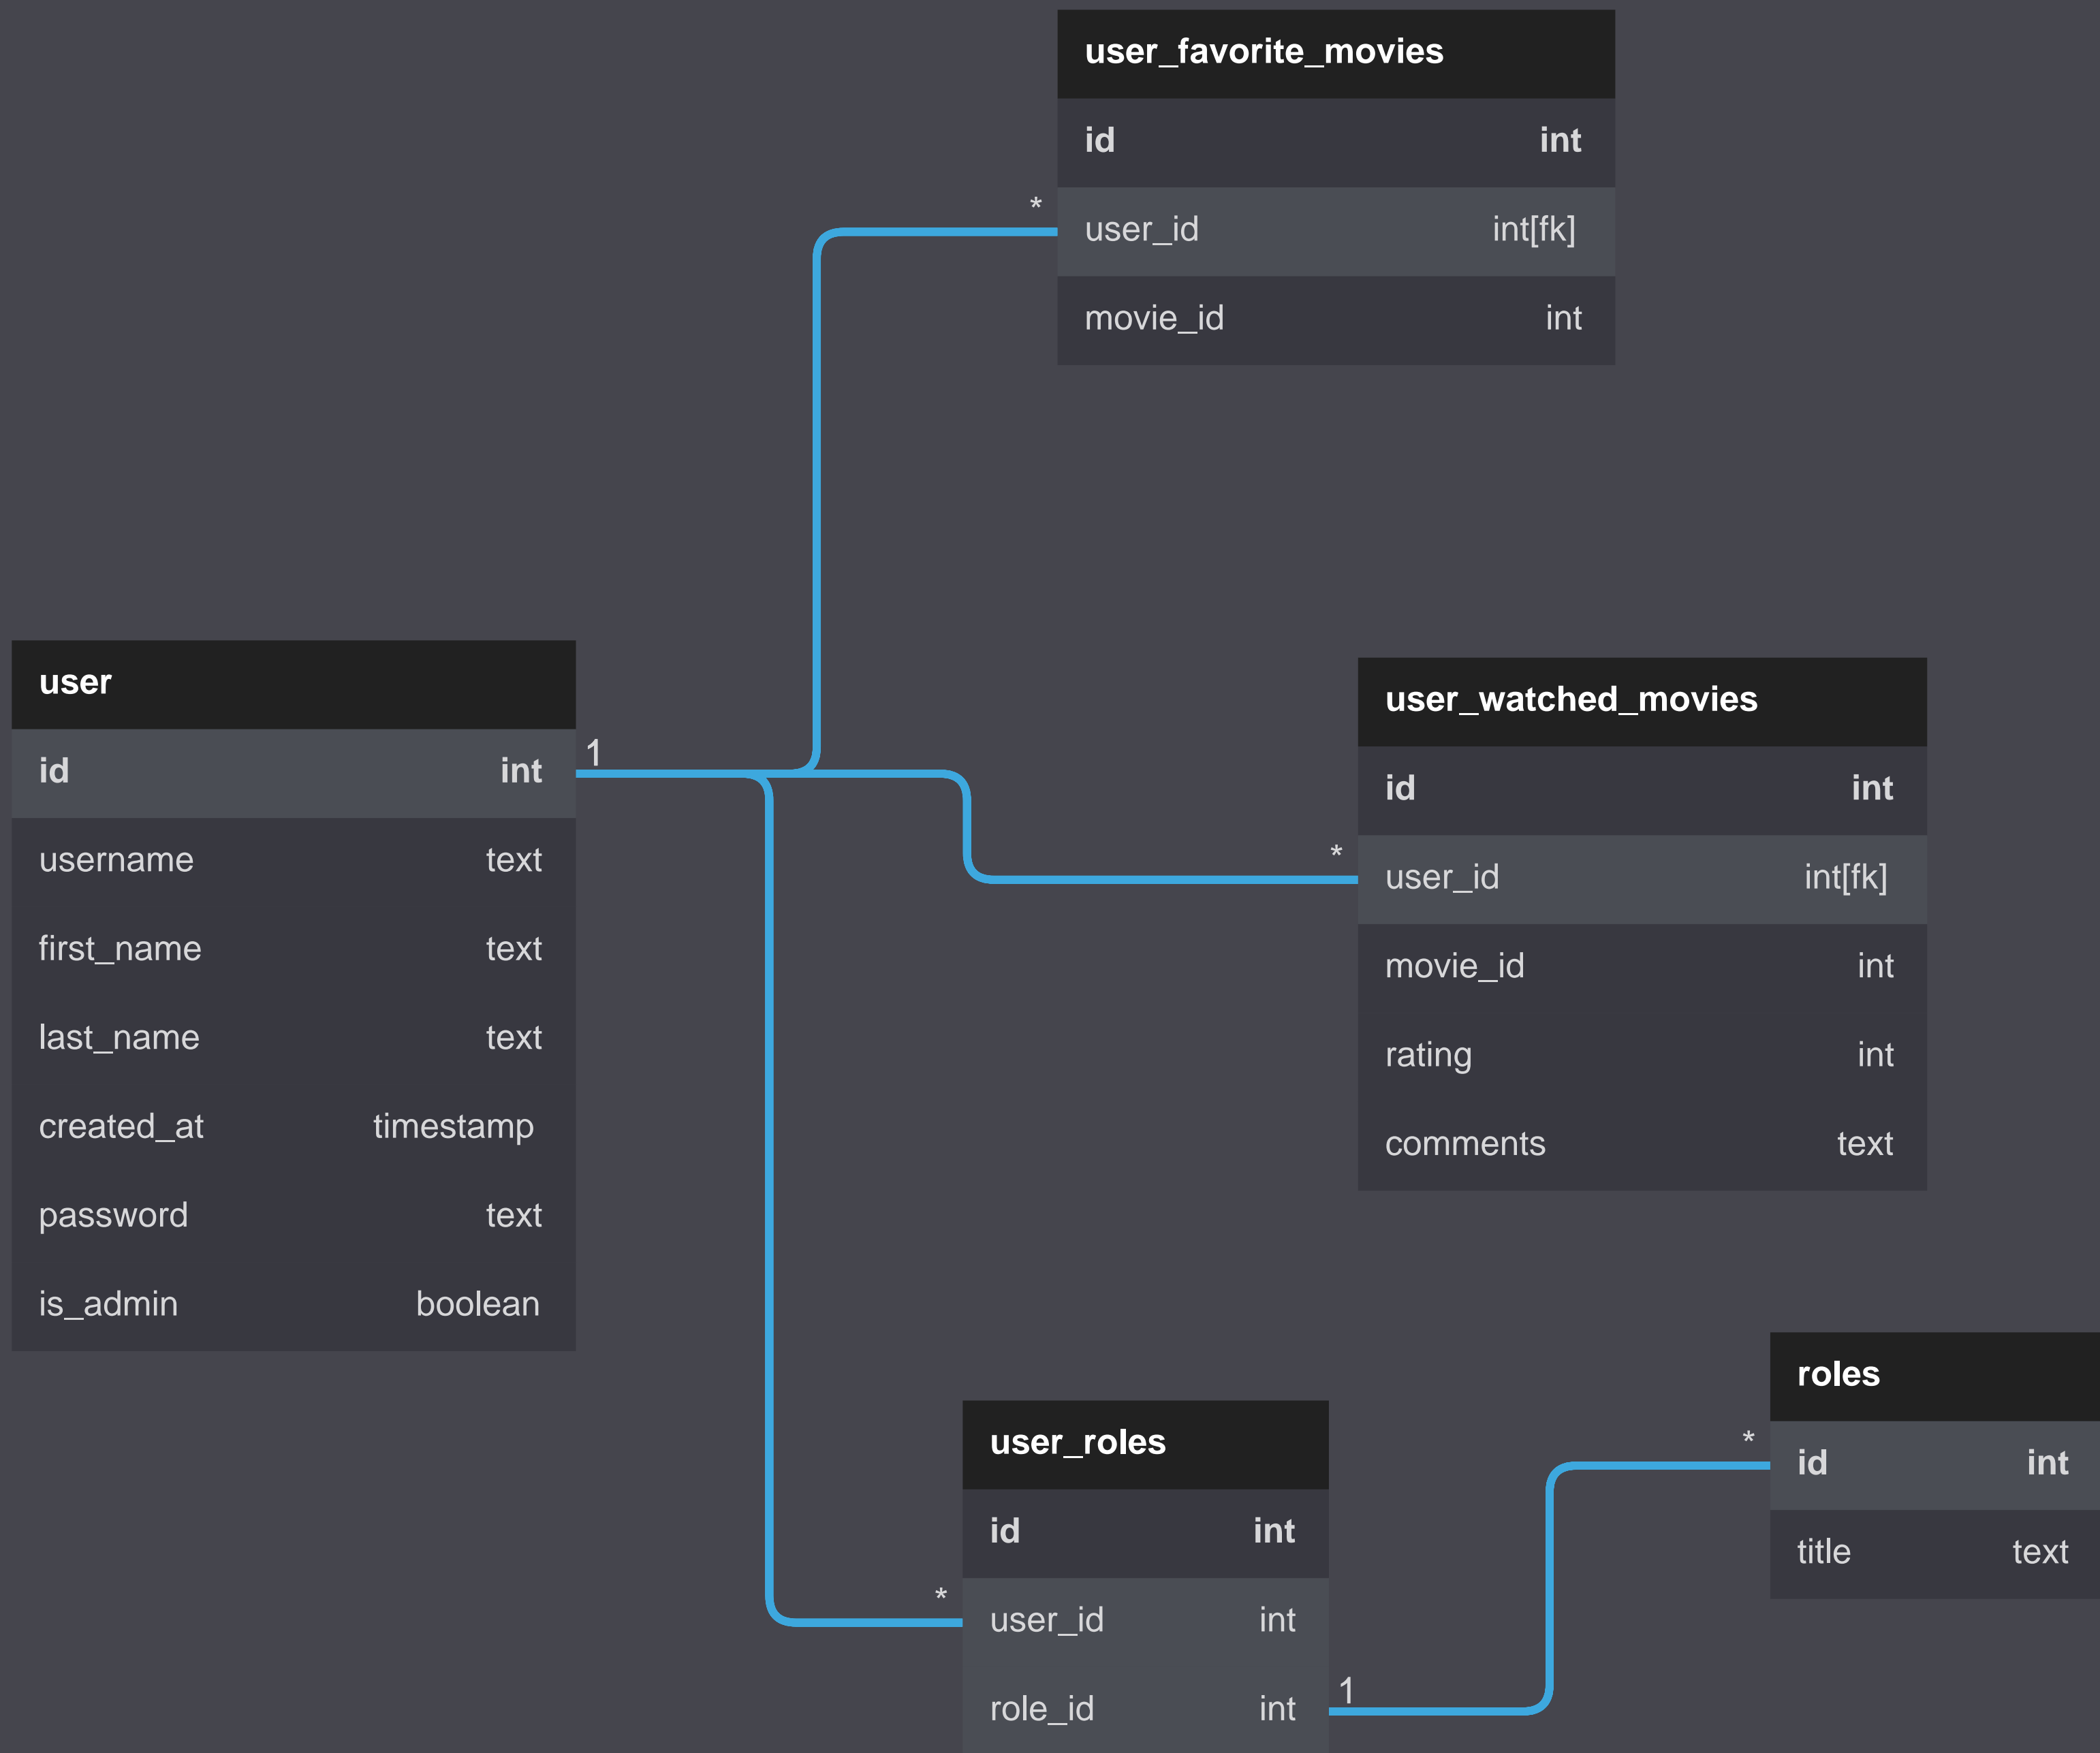 user_favorite_movies
id int
* user_id int[fk]
movie_id int
user
id int 1
username text
first_name text
last_name text
created_at timestamp
password text
is_admin boolean
user_watched_movies
id int
* user_id int[fk]
movie_id int
rating int
comments text
user_roles
id int
* user_id int
role_id int 1
roles
* id int
title text